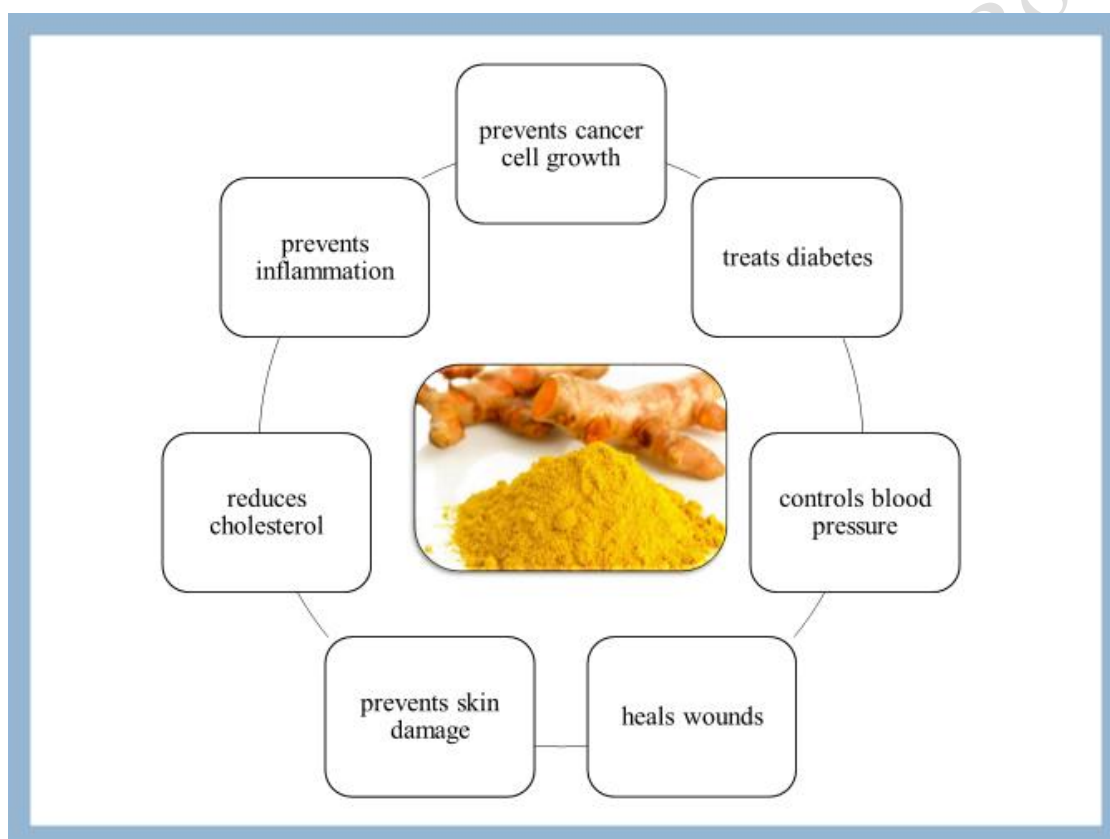 prevents cancer
cell growth
treats diabetes
controls blood
pressure
heals wounds
prevents skin
damage
reduces
cholesterol
prevents
inflammation